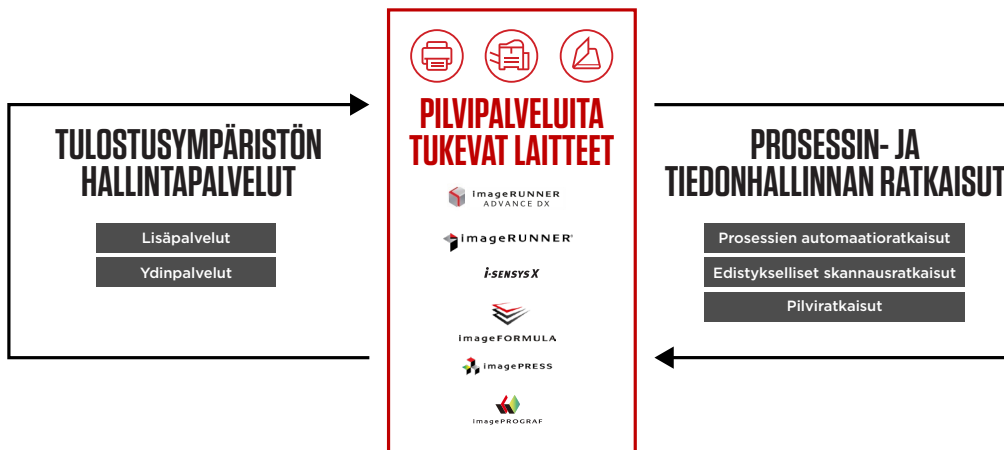 TULOSTUSYMPÄRISTÖN
HALLINTAPALVELUT
Lisäpalvelut
Ydinpalvelut
PILVIPALVELUITA
TUKEVAT LAITTEET
imageRUNNER
ADVANCE DX
imageRUNNER
i-SENSYS X
imageFORMULA
imagePRESS
imagePROGRAF
PROSESSIN- JA
TIEDONHALLINNAN RATKAISUT
Prosessien automaatioratkaisut
Edistykselliset skannausratkaisut
Pilviratkaisut